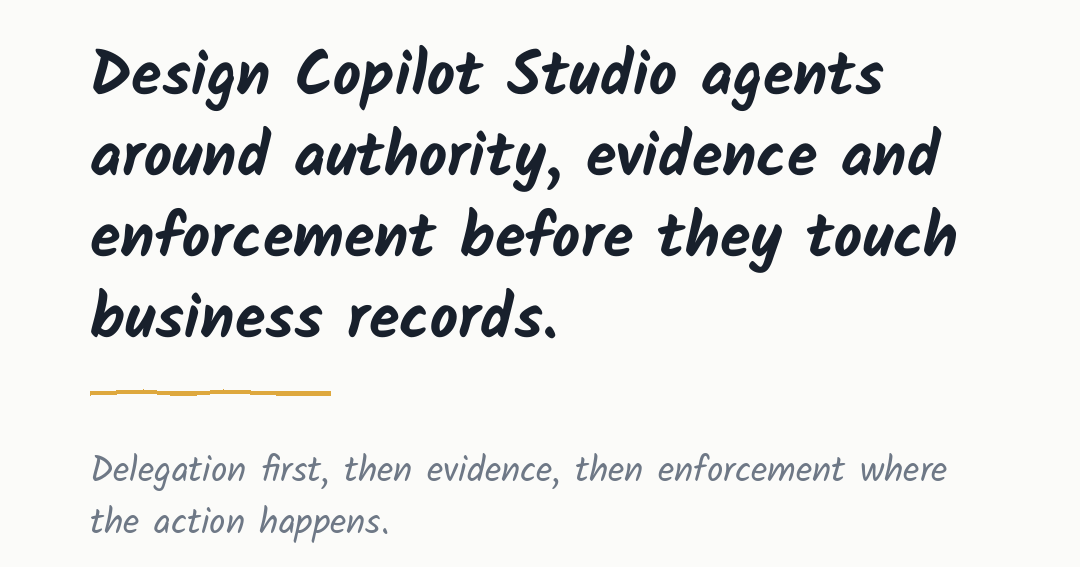 Design Copilot Studio agents
around authority, evidence and
enforcement before they touch
business records.
Delegation first, then evidence, then enforcement where
the action happens.